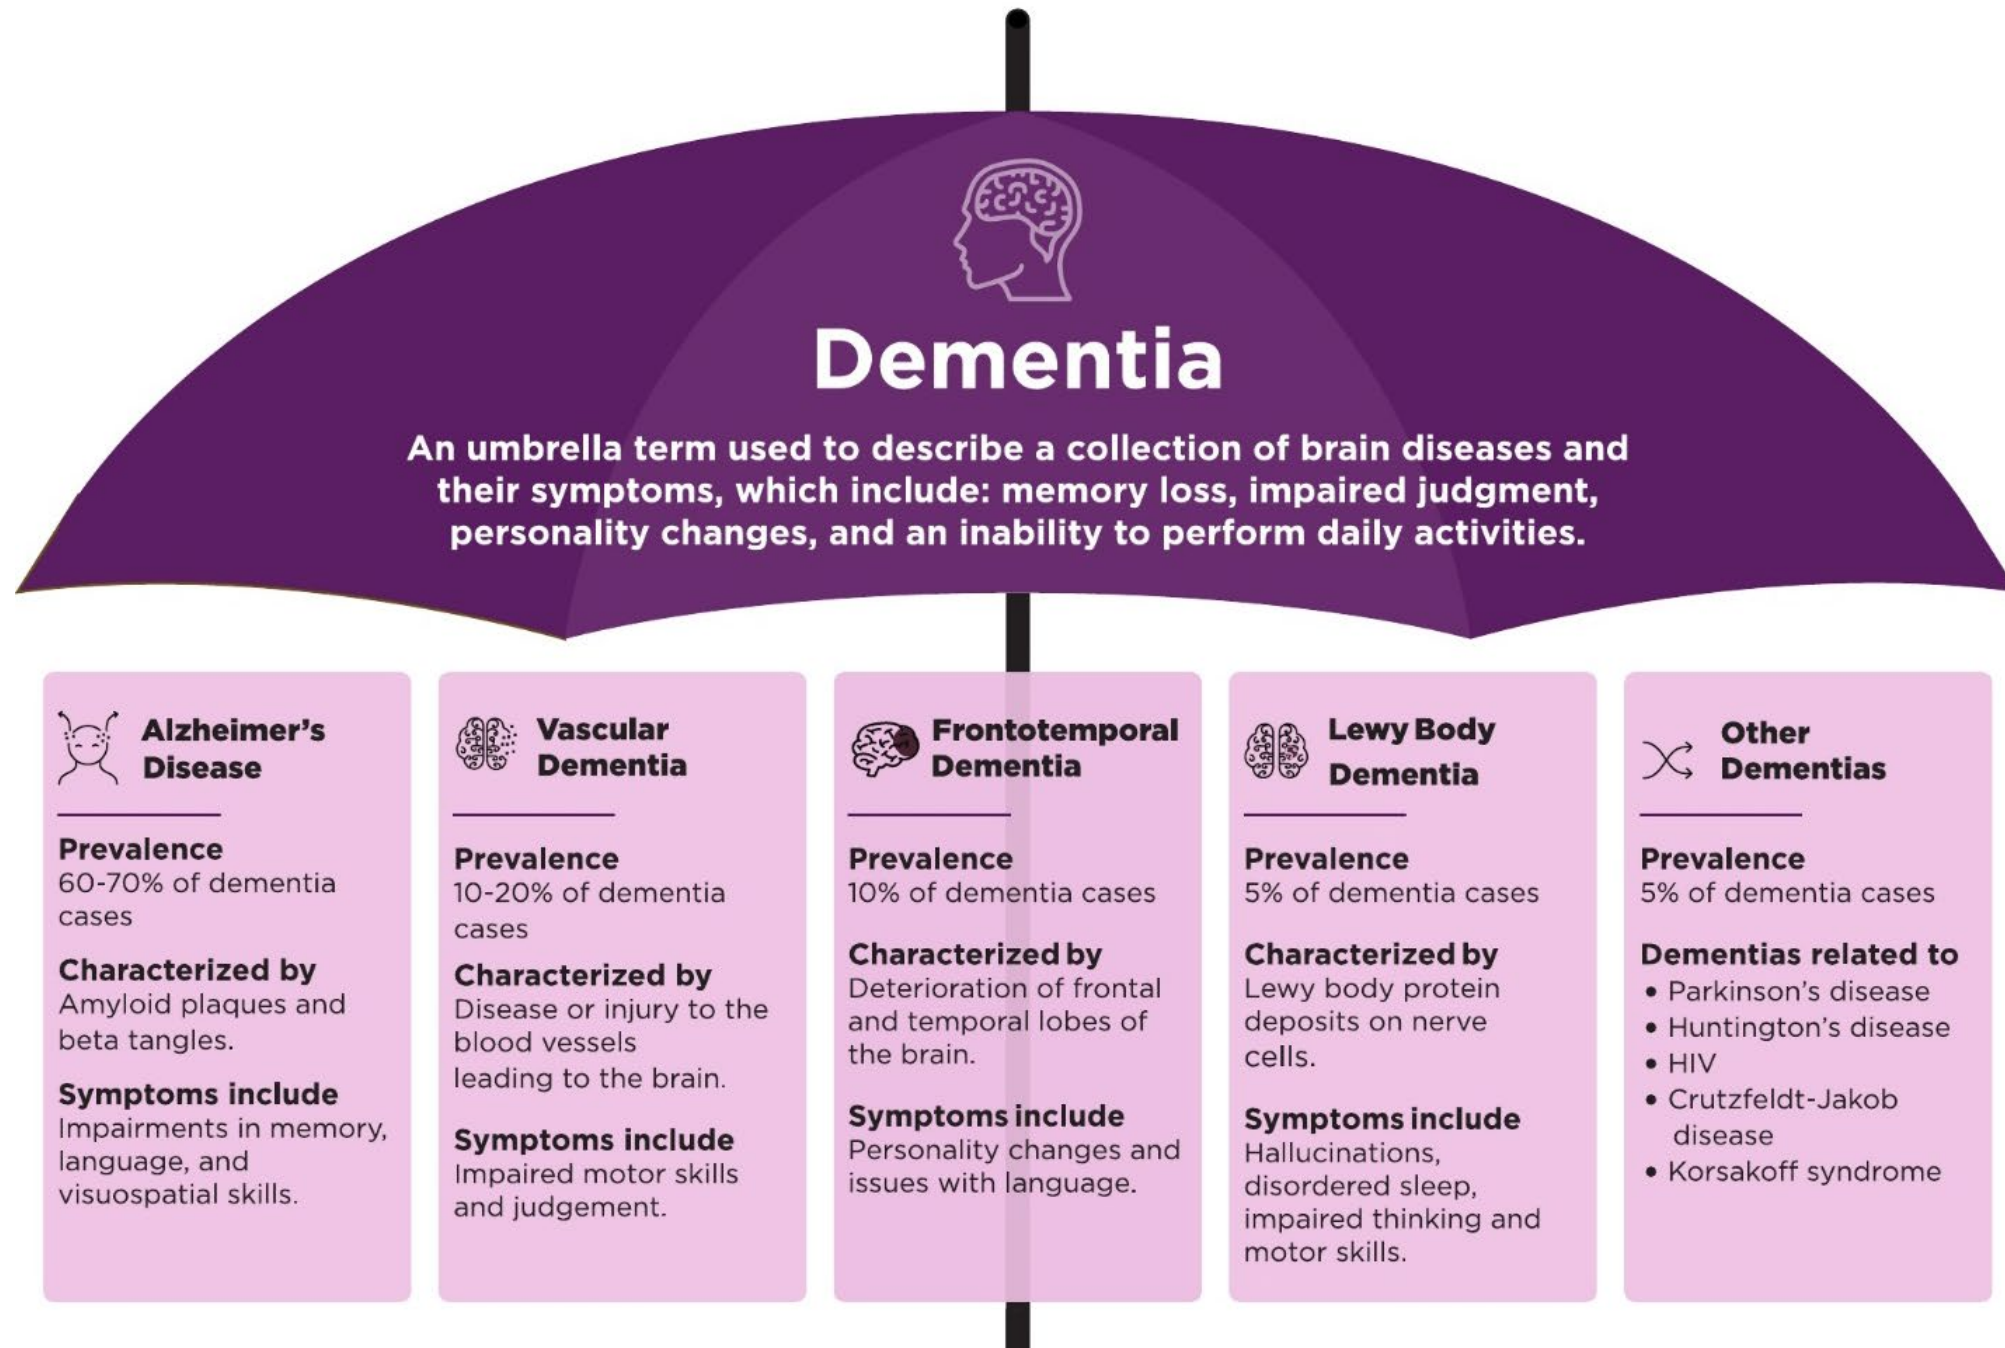 Dementia
An umbrella term used to describe a collection of brain diseases and
their symptoms, which include: memory loss, impaired judgment,
personality changes, and an inability to perform daily activities.
Alzheimer's
Disease
Prevalence
60-70% of dementia
cases
Characterized by
Amyloid plaques and
beta tangles.
Symptoms include
Impairments in memory,
language, and
visuospatial skills.
Vascular
Dementia
Prevalence
10-20% of dementia
cases
Characterized by
Disease or injury to the
blood vessels
leading to the brain.
Symptoms include
Impaired motor skills
and judgement.
Frontotemporal
Dementia
Prevalence
10% of dementia cases
Characterized by
Deterioration of frontal
and temporal lobes of
the brain.
Symptoms include
Personality changes and
issues with language.
Lewy Body
Dementia
Prevalence
5% of dementia cases
Characterized by
Lewy body protein
deposits on nerve
cells.
Symptoms include
Hallucinations,
disordered sleep,
impaired thinking and
motor skills.
Other
Dementias
Prevalence
5% of dementia cases
Dementias related to
• Parkinson's disease
• Huntington's disease
• HIV
• Crutzfeldt-Jakob
disease
• Korsakoff syndrome